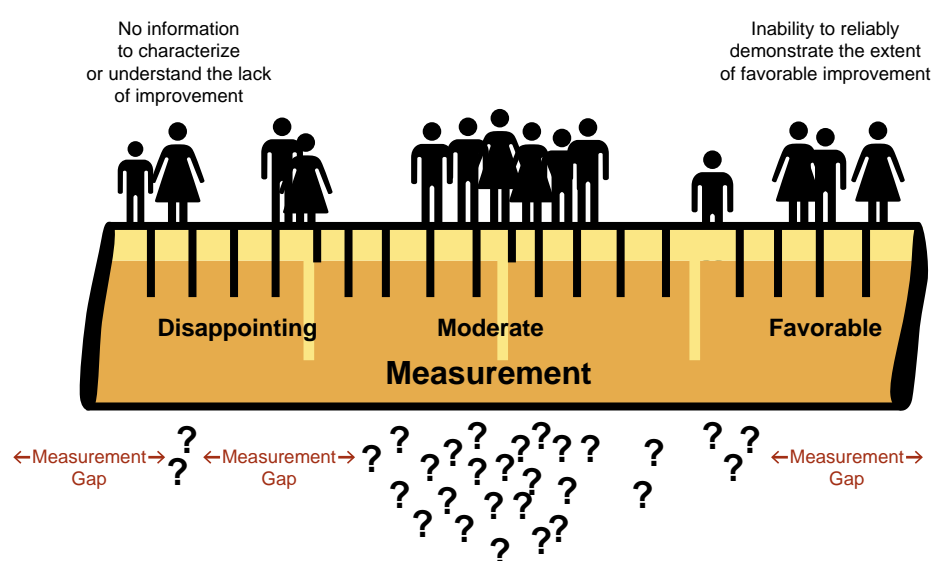 No information
to characterize
or understand the lack
of improvement
Inability to reliably
demonstrate the extent
of favorable improvement
Disappointing
Moderate
Favorable
Measurement
←Measurement→
Gap
? ?
←Measurement→
Gap
? ? ? ? ? ? ? ? ? ? ? ? ? ? ? ? ? ? ? ? ? ? ? ? ? ? ?
←Measurement→
Gap